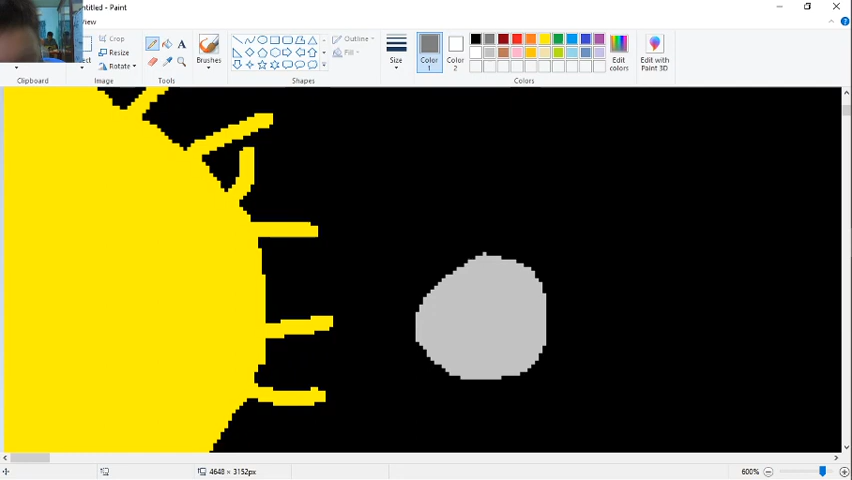 ntitled - Paint
View
Crop
Resize
Rotate
Brushes
A
Outline
Fill
Size
Color
1
Color
2
Edit
colors
Edit with
Paint 3D
Clipboard
Image
Tools
Shapes
Colors
4648 × 3152px
600%